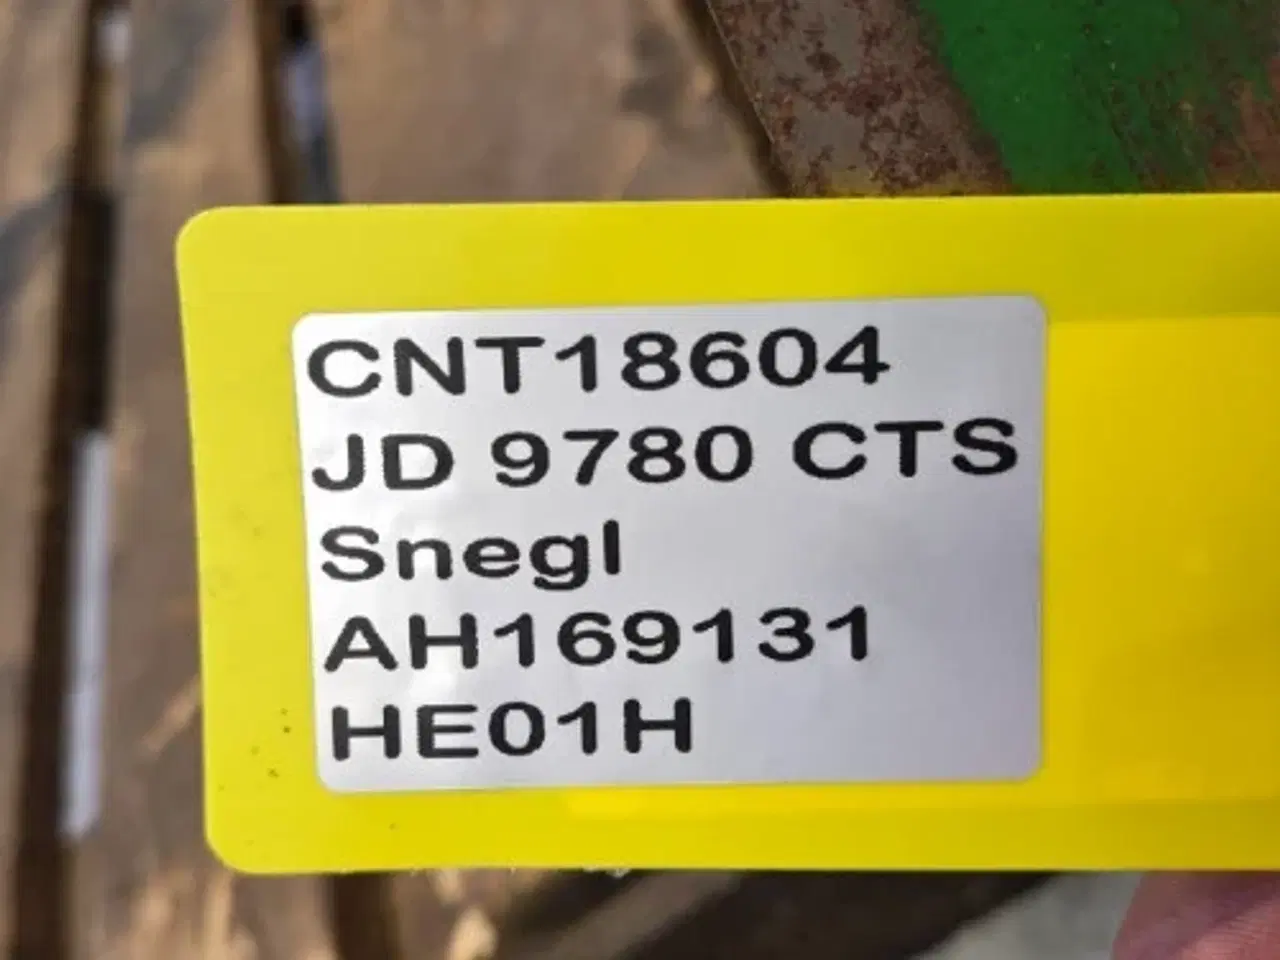 CNT18604
JD 9780 CTS
Snegl
AH169131
HE01H